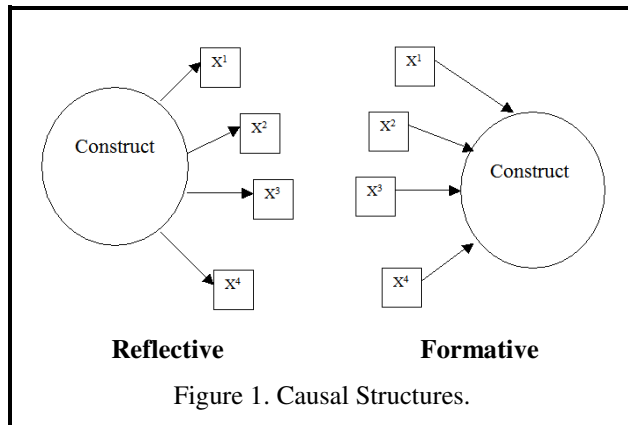 X¹
X¹
X²
X²
Construct
Construct
X³
X³
X⁴
X⁴
Reflective
Formative
Figure 1. Causal Structures.